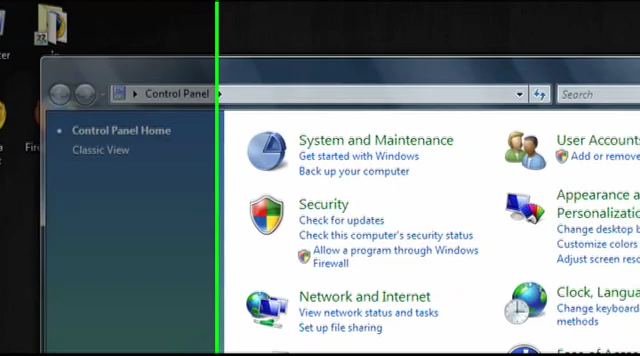 22
Control Panel
Search
Control Panel Home
Classic View
System and Maintenance
Get started with Windows
Back up your computer
Security
Check for updates
Check this computer's security status
Allow a program through Windows
Firewall
Network and Internet
View network status and tasks
Set up file sharing
User Accounts
Add or remove
Appearance a
Personalizatio
Change desktop b
Customize colors
Adjust screen reso
Clock, Langua
Change keyboard
methods